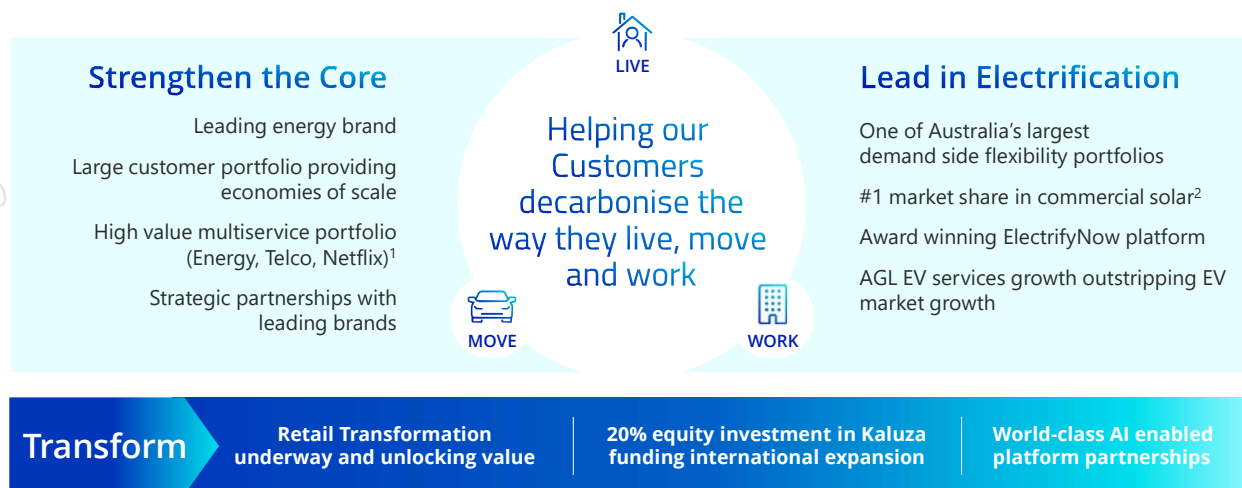 LIVE
Strengthen the Core
Leading energy brand
Large customer portfolio providing
economies of scale
High value multiservice portfolio
(Energy, Telco, Netflix)¹
Strategic partnerships with
leading brands
Helping our
Customers
decarbonise the
way they live, move
and work
MOVE
WORK
Lead in Electrification
One of Australia’s largest
demand side flexibility portfolios
#1 market share in commercial solar²
Award winning ElectrifyNow platform
AGL EV services growth outstripping EV
market growth
Transform
Retail Transformation
underway and unlocking value
20% equity investment in Kaluza
funding international expansion
World-class AI enabled
platform partnerships